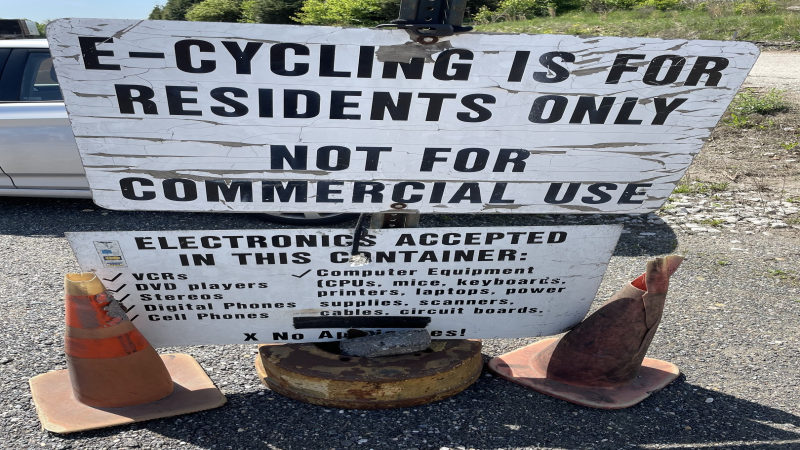 E-CYCLING IS FOR
RESIDENTS ONLY
NOT FOR
COMMERCIAL USE
ELECTRONICS ACCEPTED
IN THIS CONTAINER:
✓ VCRs
✓ DVD players
✓ Stereos
✓ Digital Phones
✓ Cell Phones
✓ Computer Equipment
(CPUs, mice, keyboards,
printers, laptops, power
supplies, scanners,
cables, circuit boards.
X No